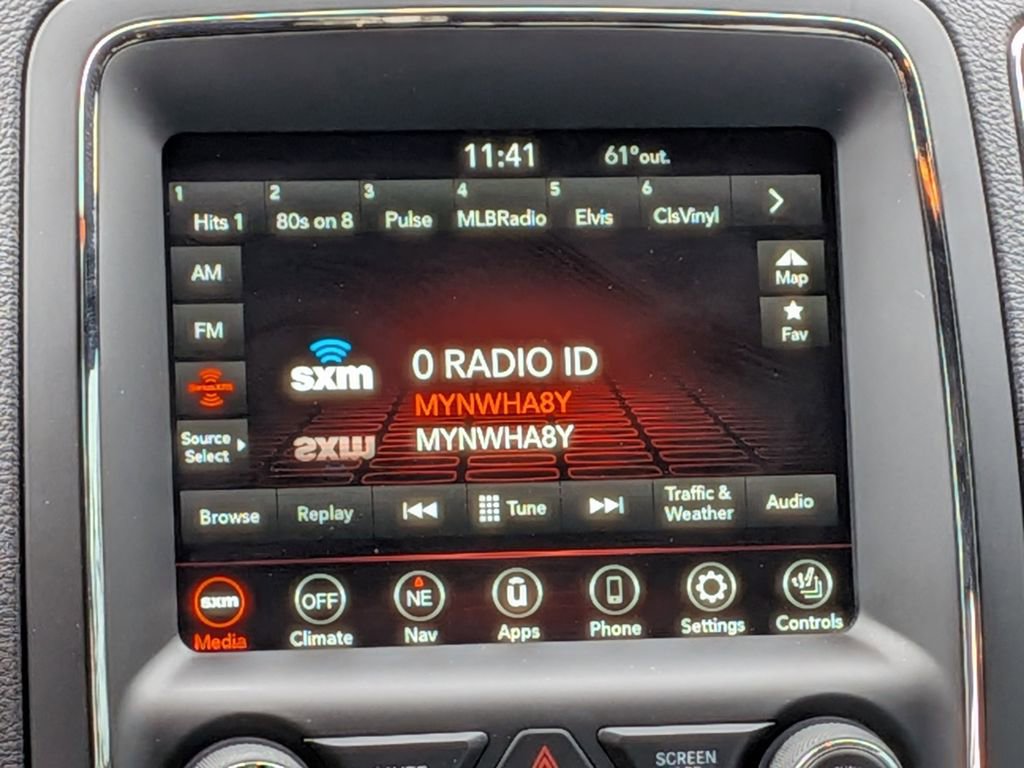 11:41 61°out.
1 2 3 4 5 6
Hits 1 80s on 8 Pulse MLBRadio Elvis ClsVinyl
AM
Map
FM
Fav
sxm
0 RADIO ID
SiriusXM
MYNWHA8Y
MYNWHA8Y
Source
Select
sxm
Browse Replay Tune Traffic &
Weather Audio
sxm OFF NE ū
Media Climate Nav Apps Phone Settings Controls
SCREEN